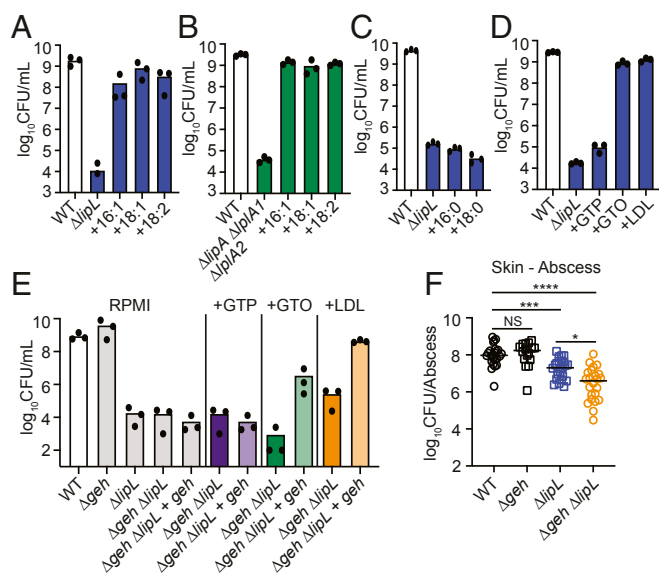 A
log10CFU/mL
10
9
8
7
6
5
4
3
WT
ΔlipL
+16:1
+18:1
+18:2
B
log10CFU/mL
10
9
8
7
6
5
4
3
WT
ΔlipA ΔlplA1
ΔlplA2
+16:1
+18:1
+18:2
C
log10CFU/mL
10
9
8
7
6
5
4
3
WT
ΔlipL
+16:0
+18:0
D
log10CFU/mL
10
9
8
7
6
5
4
3
WT
ΔlipL
+GTP
+GTO
+LDL
E
RPMI
+GTP
+GTO
+LDL
log10CFU/mL
10
8
6
4
2
WT
Δgeh
ΔlipL
Δgeh ΔlipL
Δgeh ΔlipL + geh
Δgeh ΔlipL
Δgeh ΔlipL + geh
Δgeh ΔlipL
Δgeh ΔlipL + geh
Δgeh ΔlipL
Δgeh ΔlipL + geh
F
Skin - Abscess
****
***
NS
*
log10CFU/Abscess
10
8
6
4
2
WT
Δgeh
ΔlipL
Δgeh ΔlipL